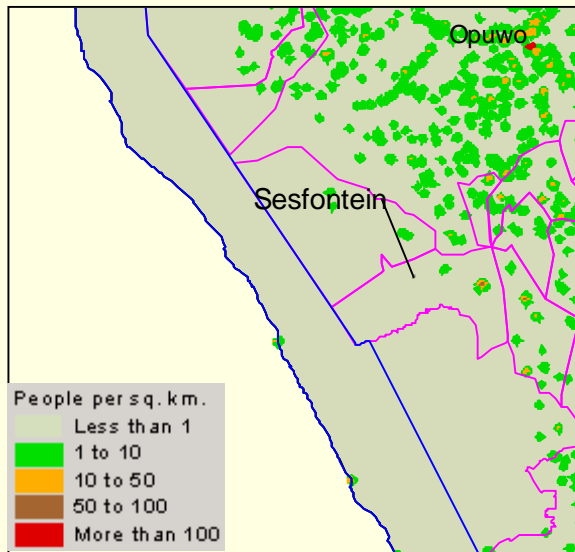 Opuwo
Sesfontein
People per sq. km.
Less than 1
1 to 10
10 to 50
50 to 100
More than 100